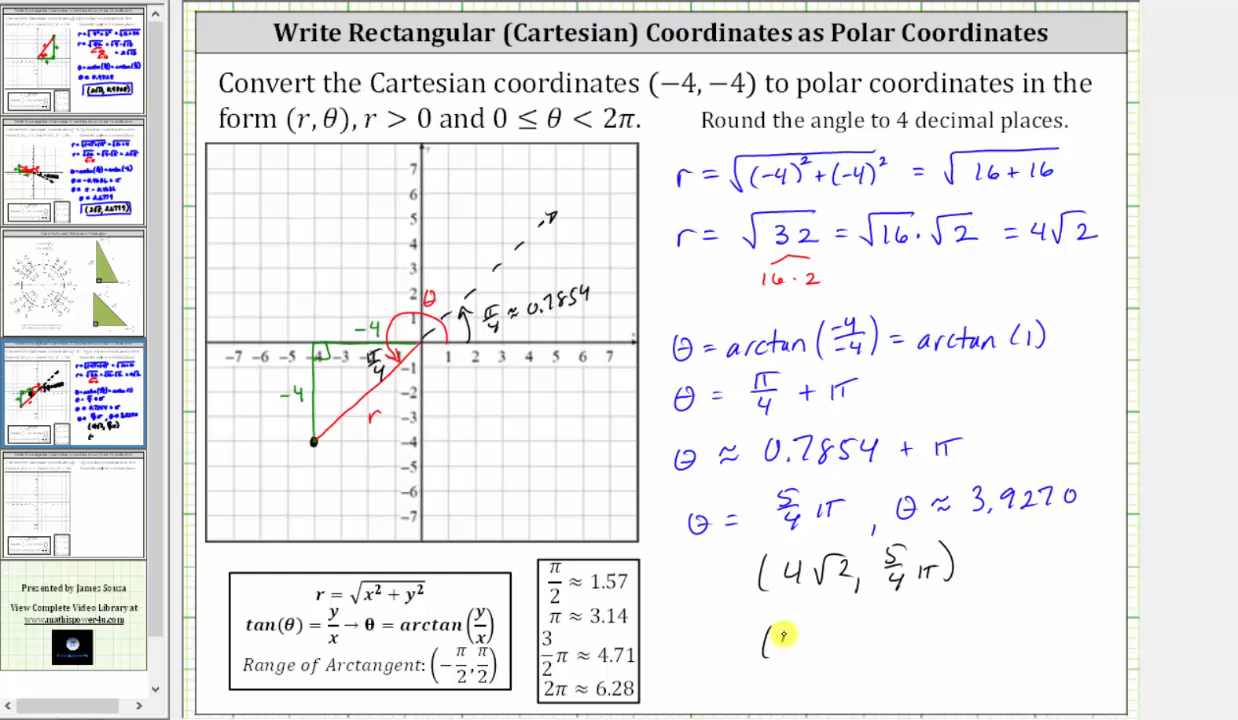 Write Rectangular (Cartesian) Coordinates as Polar Coordinates
Convert the Cartesian coordinates (−4, −4) to polar coordinates in the
form (r, θ), r > 0 and 0 ≤ θ < 2π.
Round the angle to 4 decimal places.
r = √((-4)² + (-4)²) = √(16 + 16)
r = √32 = √16 · √2 = 4√2
16 · 2
θ = arctan(-4/-4) = arctan(1)
θ = π/4 + π
θ ≈ 0.7854 + π
θ = 5/4 π , θ ≈ 3.9270
(4√2, 5/4 π)
(
y
7
6
5
4
3
2
1
θ
π/4 ≈ 0.7854
-4
x
−7 −6 −5 −4 −3 −2 −1 1 2 3 4 5 6 7
π/4
-4
r
−1
−2
−3
−4
−5
−6
−7
r = √(x² + y²)
tan(θ) = y/x → θ = arctan(y/x)
Range of Arctangent: (−π/2, π/2)
π/2 ≈ 1.57
π ≈ 3.14
3/2 π ≈ 4.71
2π ≈ 6.28
Presented by James Sousa
View Complete Video Library at
www.mathispower4u.com